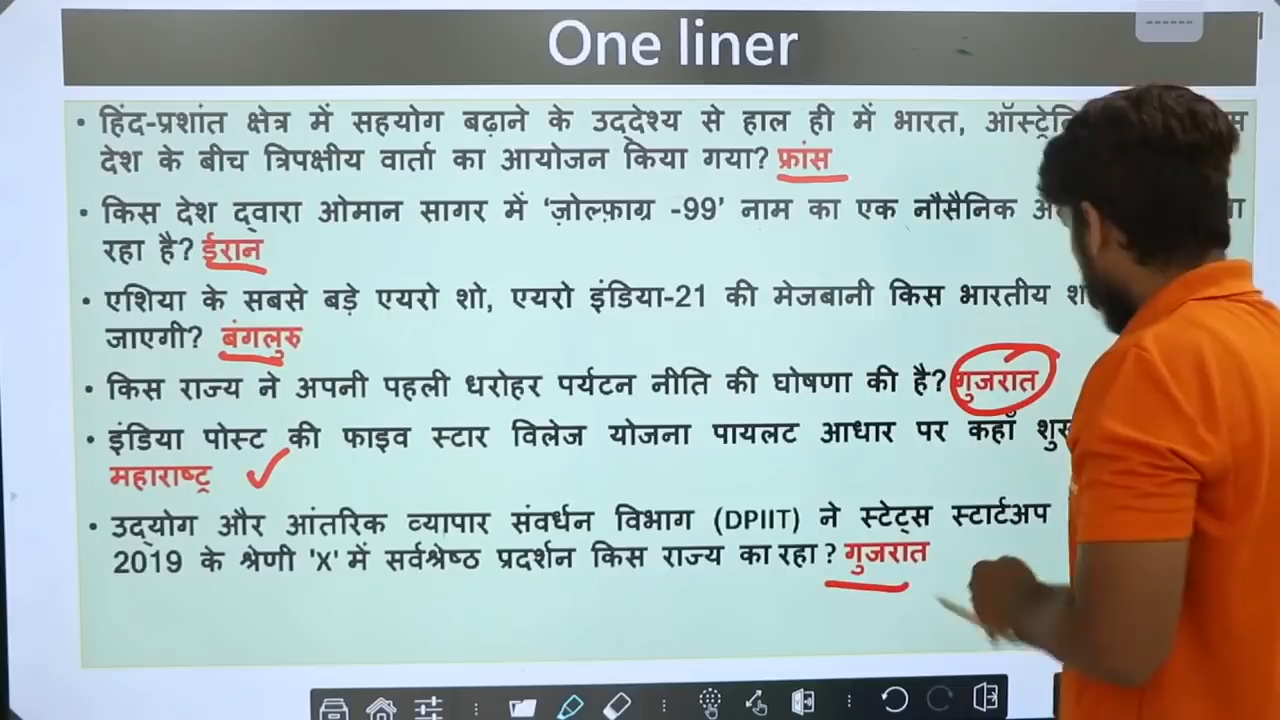 One liner
• हिंद-प्रशांत क्षेत्र में सहयोग बढ़ाने के उद्देश्य से हाल ही में भारत,
देश के बीच त्रिपक्षीय वार्ता का आयोजन किया गया? फ्रांस
• किस देश द्वारा ओमान सागर में ‘ज़ोल्फ़ाग्र -99’ नाम का एक नौसैनिक
रहा है? ईरान
• एशिया के सबसे बड़े एयरो शो, एयरो इंडिया-21 की मेजबानी किस भारतीय
जाएगी? बंगलुरु
• किस राज्य ने अपनी पहली धरोहर पर्यटन नीति की घोषणा की है? गुजरात
• इंडिया पोस्ट की फाइव स्टार विलेज योजना पायलट आधार पर कहाँ
महाराष्ट्र
• उद्योग और आंतरिक व्यापार संवर्धन विभाग (DPIIT) ने स्टेट्स स्टार्टअप
2019 के श्रेणी 'X' में सर्वश्रेष्ठ प्रदर्शन किस राज्य का रहा ? गुजरात